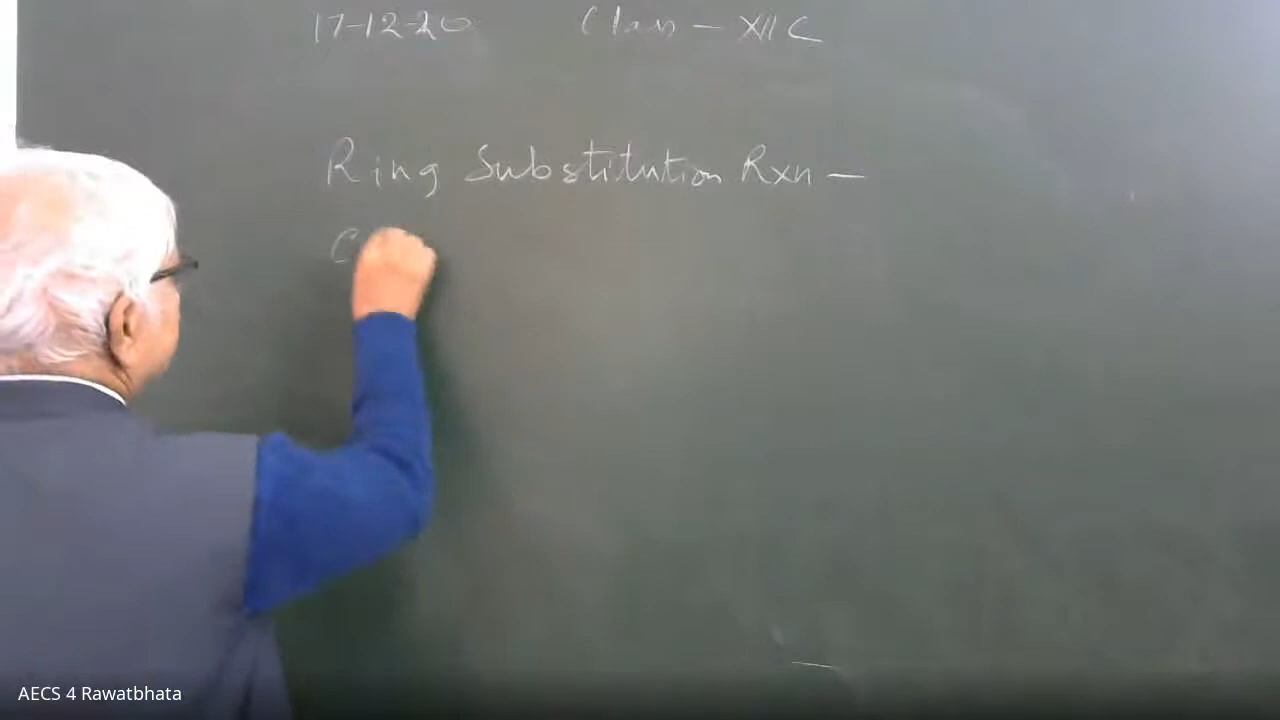 17-12-20 Class - XII C
Ring Substitution Rxn -
C
AECS 4 Rawatbhata